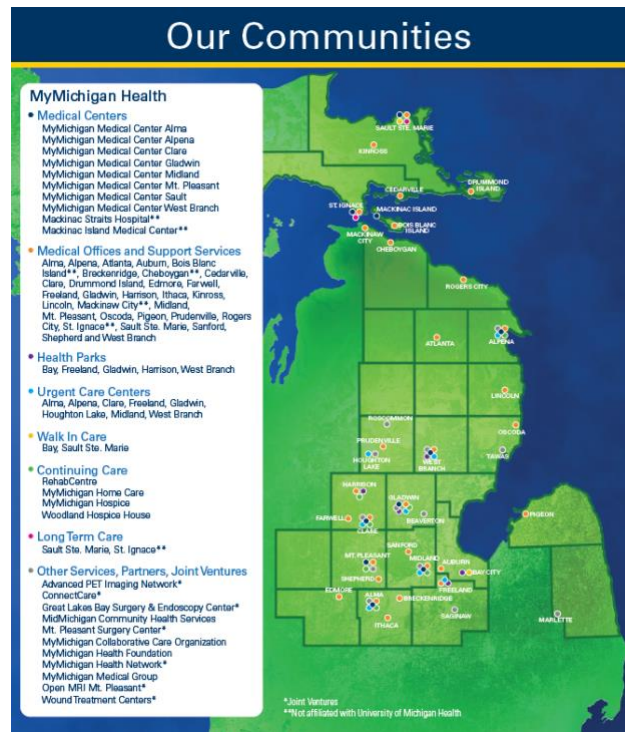 Our Communities
MyMichigan Health
• Medical Centers
MyMichigan Medical Center Alma
MyMichigan Medical Center Alpena
MyMichigan Medical Center Clare
MyMichigan Medical Center Gladwin
MyMichigan Medical Center Midland
MyMichigan Medical Center Mt. Pleasant
MyMichigan Medical Center Sault
MyMichigan Medical Center West Branch
Mackinac Straits Hospital**
Mackinac Island Medical Center**
• Medical Offices and Support Services
Alma, Alpena, Atlanta, Auburn, Bois Blanc
Island**, Breckenridge, Cheboygan**, Cedarville,
Clare, Drummond Island, Edmore, Farwell,
Freeland, Gladwin, Harrison, Ithaca, Kinross,
Lincoln, Mackinaw City**, Midland,
Mt. Pleasant, Oscoda, Pigeon, Prudenville, Rogers
City, St. Ignace**, Sault Ste. Marie, Sanford,
Shepherd and West Branch
• Health Parks
Bay, Freeland, Gladwin, Harrison, West Branch
• Urgent Care Centers
Alma, Alpena, Clare, Freeland, Gladwin,
Houghton Lake, Midland, West Branch
• Walk In Care
Bay, Sault Ste. Marie
• Continuing Care
RehabCentre
MyMichigan Home Care
MyMichigan Hospice
Woodland Hospice House
• Long Term Care
Sault Ste. Marie, St. Ignace**
• Other Services, Partners, Joint Ventures
Advanced PET Imaging Network*
ConnectCare*
Great Lakes Bay Surgery & Endoscopy Center*
MidMichigan Community Health Services
Mt. Pleasant Surgery Center*
MyMichigan Collaborative Care Organization
MyMichigan Health Foundation
MyMichigan Health Network*
MyMichigan Medical Group
Open MRI Mt. Pleasant*
Wound Treatment Centers*
SAULT STE. MARIE
KINROSS
DRUMMOND
ISLAND
CEDARVILLE
ST. IGNACE
MACKINAC ISLAND
BOIS BLANC
ISLAND
MACKINAW
CITY
CHEBOYGAN
ROGERS CITY
ATLANTA
ALPENA
LINCOLN
OSCODA
ROSCOMMON
PRUDENVILLE
HOUGHTON
LAKE
WEST
BRANCH
TAWAS
HARRISON
GLADWIN
FARWELL
CLARE
BEAVERTON
PIGEON
SANFORD
MT. PLEASANT
MIDLAND
AUBURN
BAY CITY
SHEPHERD
FREELAND
EDMORE
ALMA
BRECKENRIDGE
ITHACA
SAGINAW
MARLETTE
*Joint Ventures
**Not affiliated with University of Michigan Health